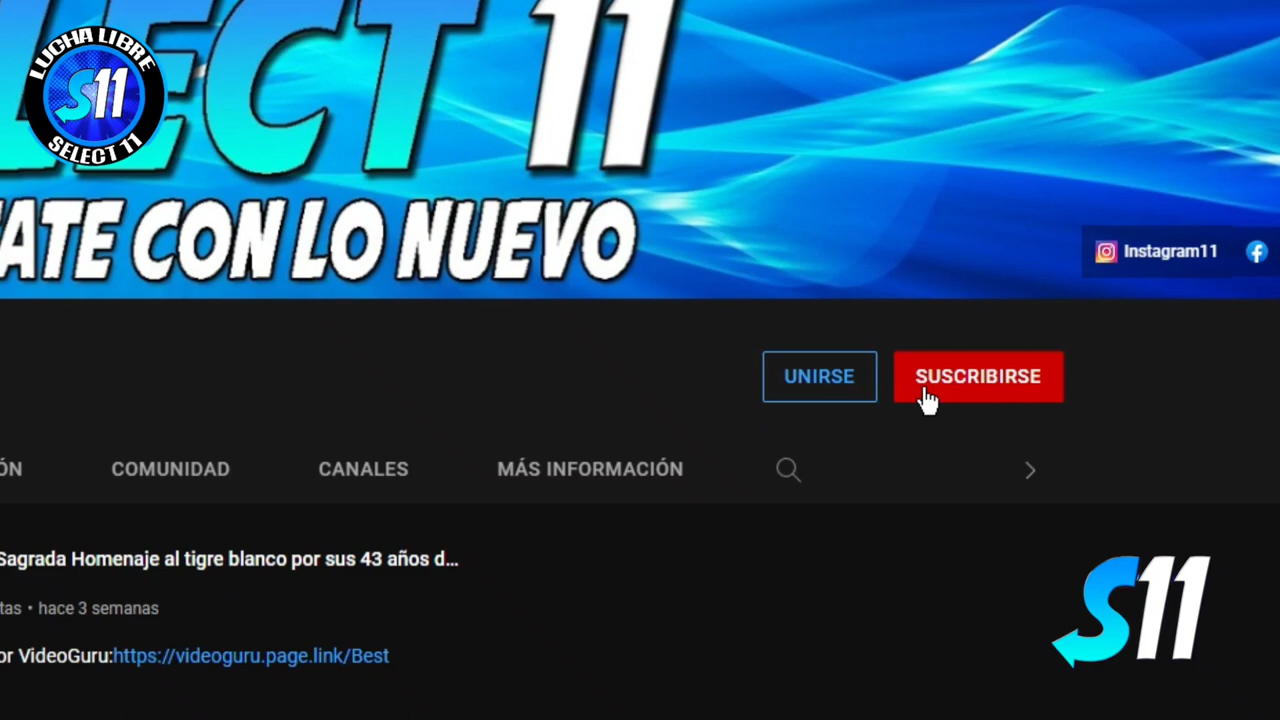 LECT 11
LUCHA LIBRE
S11
SELECT 11
ATE CON LO NUEVO
Instagram11
UNIRSE
SUSCRIBIRSE
ÓN
COMUNIDAD
CANALES
MÁS INFORMACIÓN
Sagrada Homenaje al tigre blanco por sus 43 años d...
tas • hace 3 semanas
or VideoGuru:https://videoguru.page.link/Best
S11